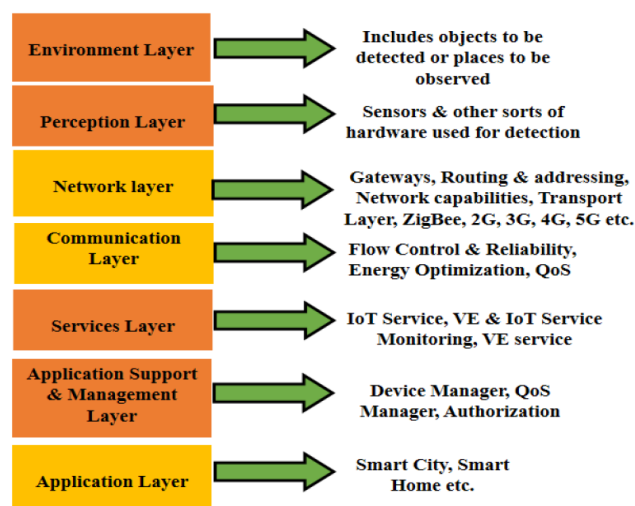 Environment Layer
Includes objects to be
detected or places to be
observed
Perception Layer
Sensors & other sorts of
hardware used for detection
Network layer
Gateways, Routing & addressing,
Network capabilities, Transport
Layer, ZigBee, 2G, 3G, 4G, 5G etc.
Communication
Layer
Flow Control & Reliability,
Energy Optimization, QoS
Services Layer
IoT Service, VE & IoT Service
Monitoring, VE service
Application Support
& Management
Layer
Device Manager, QoS
Manager, Authorization
Application Layer
Smart City, Smart
Home etc.